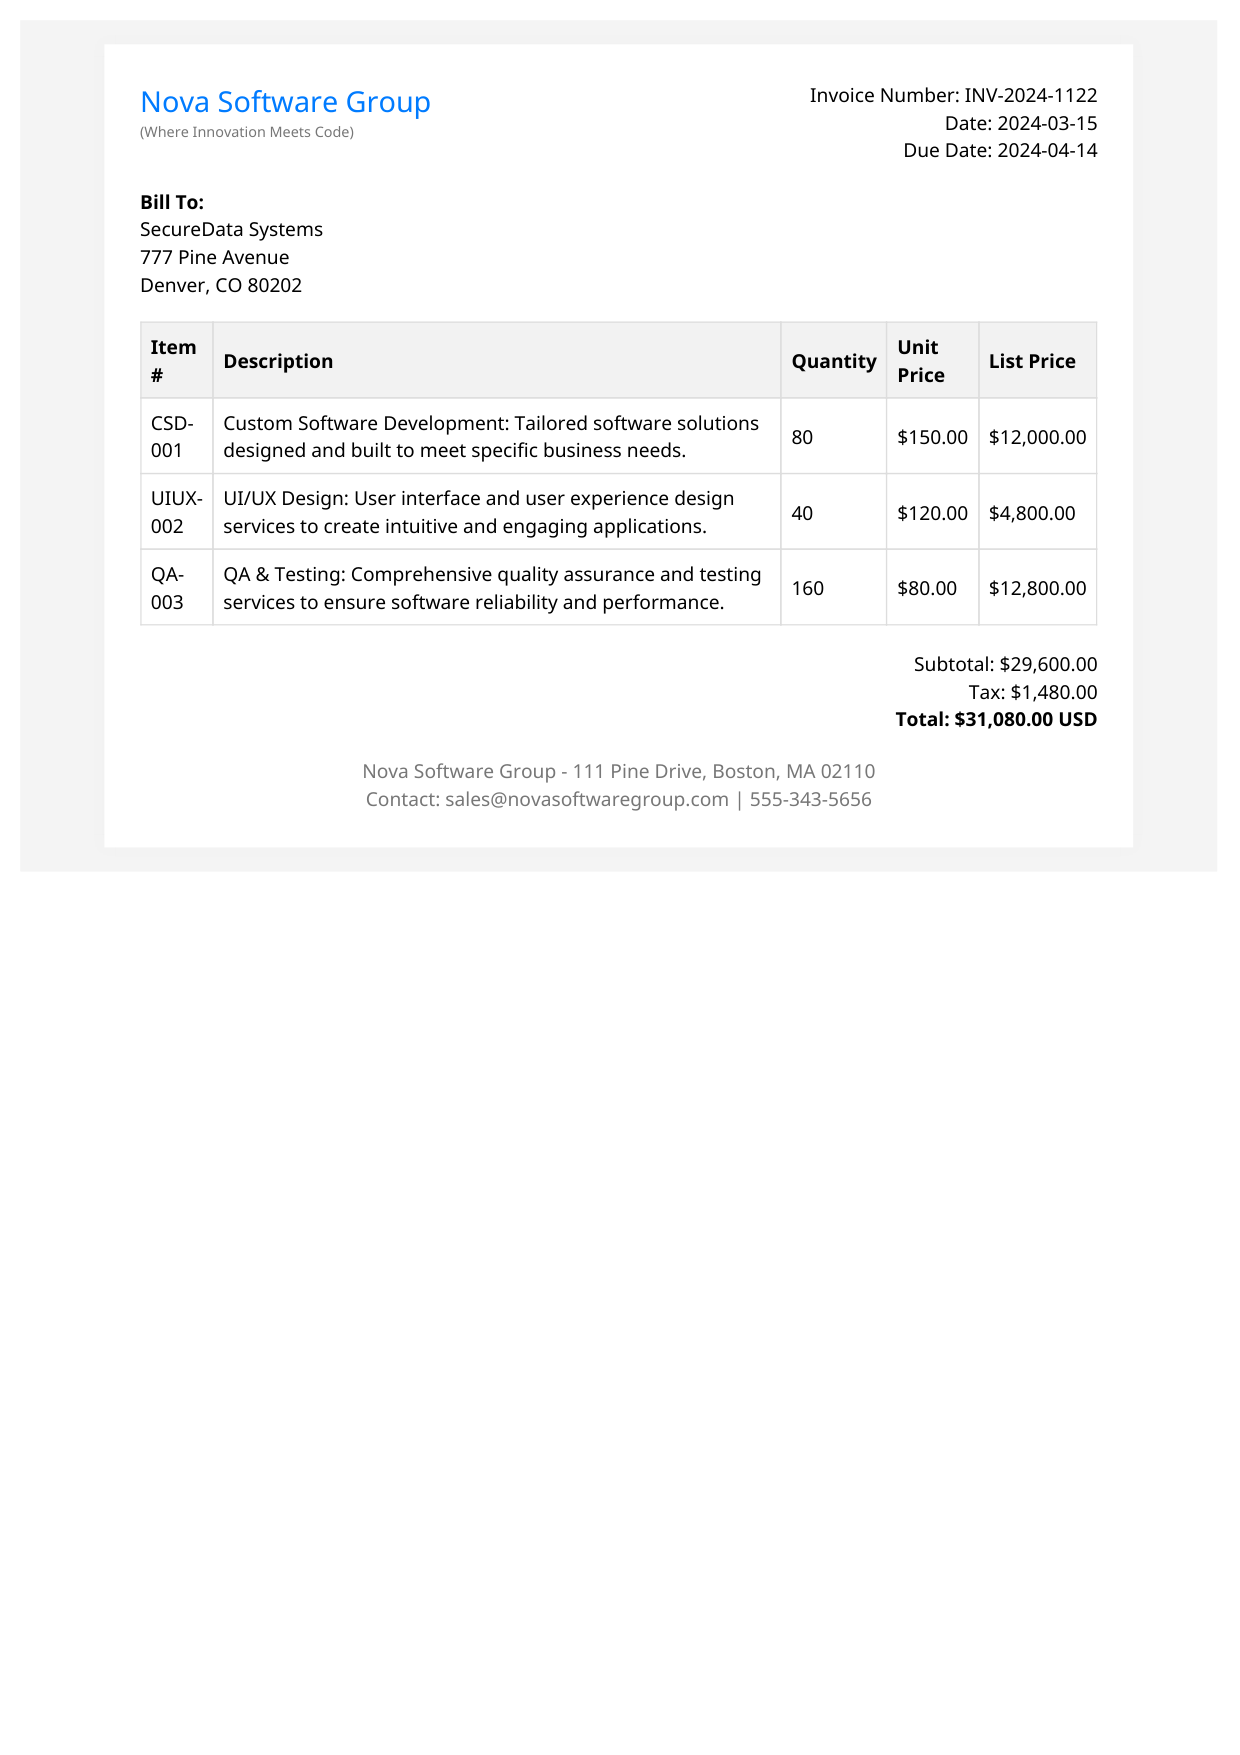 Nova Software Group
(Where Innovation Meets Code)
Invoice Number: INV-2024-1122
Date: 2024-03-15
Due Date: 2024-04-14
Bill To:
SecureData Systems
777 Pine Avenue
Denver, CO 80202
Item # Description Quantity Unit Price List Price
CSD-001 Custom Software Development: Tailored software solutions designed and built to meet specific business needs. 80 $150.00 $12,000.00
UIUX-002 UI/UX Design: User interface and user experience design services to create intuitive and engaging applications. 40 $120.00 $4,800.00
QA-003 QA & Testing: Comprehensive quality assurance and testing services to ensure software reliability and performance. 160 $80.00 $12,800.00
Subtotal: $29,600.00
Tax: $1,480.00
Total: $31,080.00 USD
Nova Software Group - 111 Pine Drive, Boston, MA 02110
Contact: sales@novasoftwaregroup.com | 555-343-5656